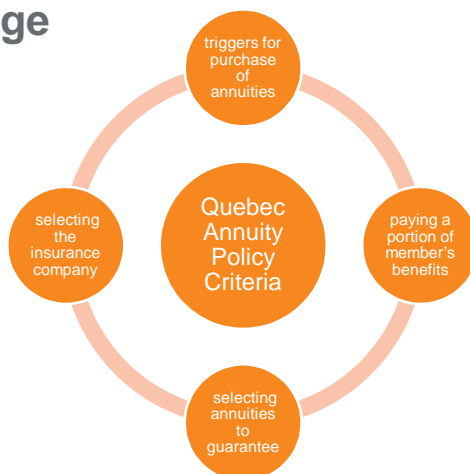 ge
triggers for
purchase
of
annuities
Quebec
Annuity
Policy
Criteria
selecting
the
insurance
company
paying a
portion of
member's
benefits
selecting
annuities
to
guarantee